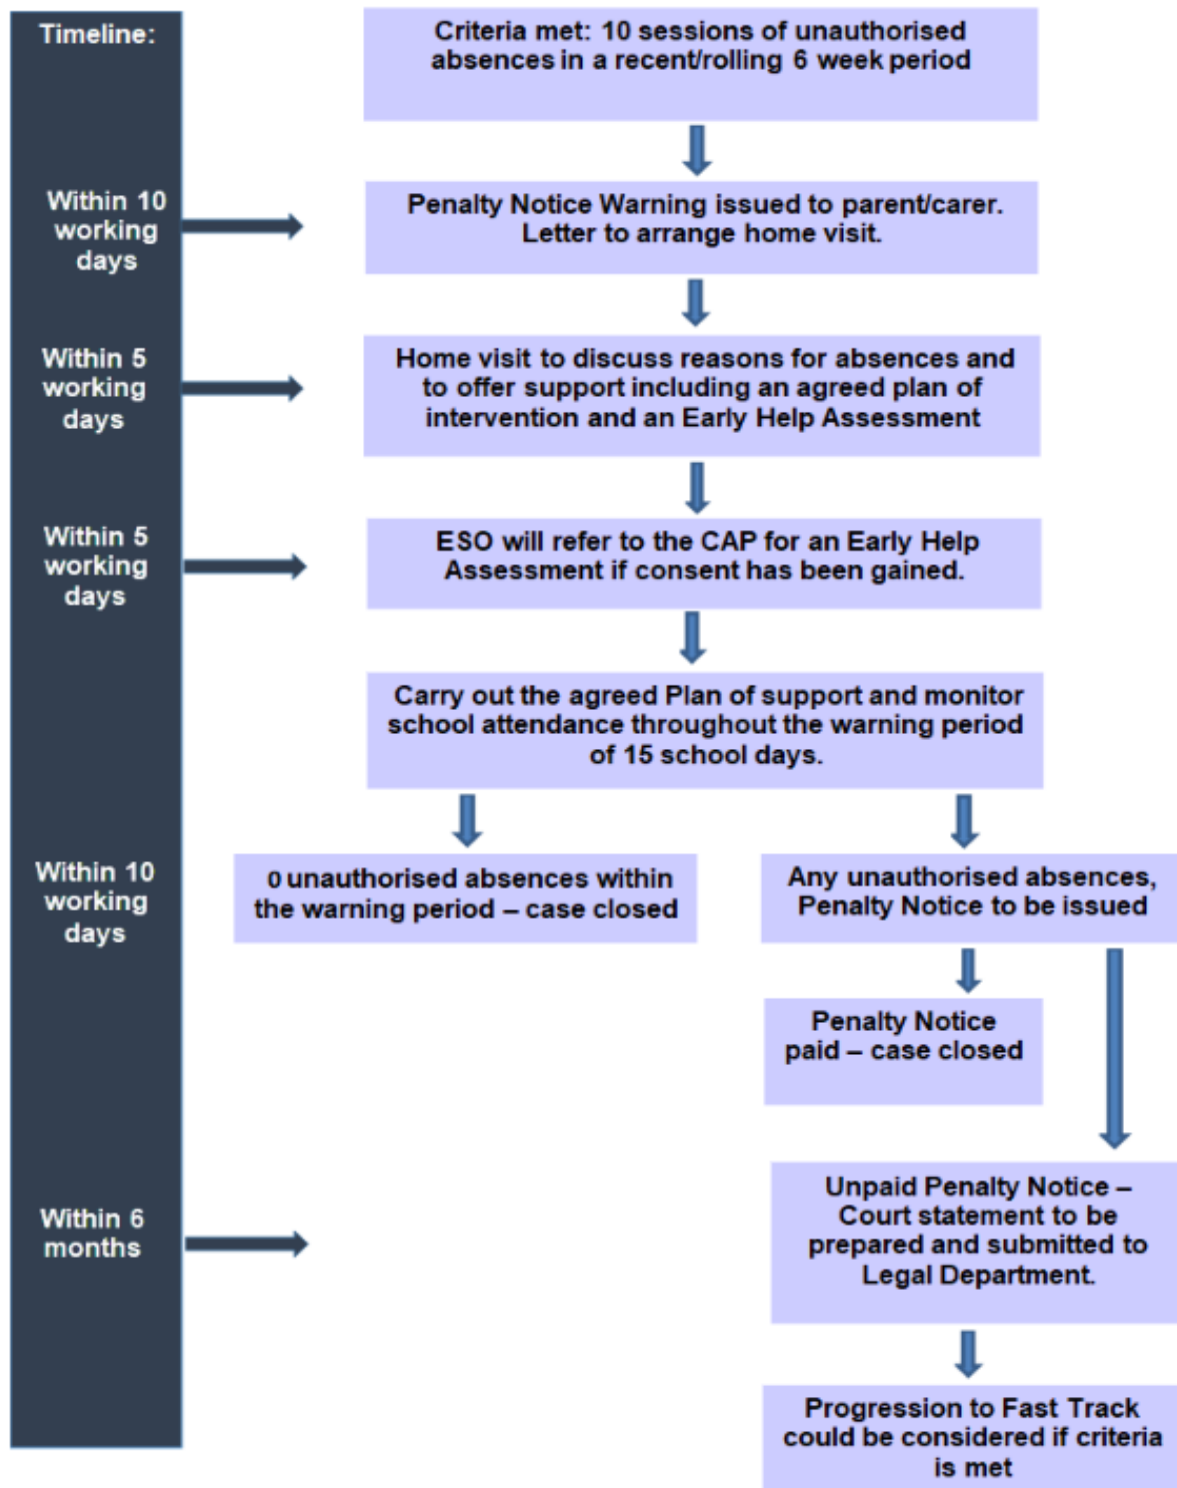 Timeline:
Criteria met: 10 sessions of unauthorised
absences in a recent/rolling 6 week period
Within 10
working
days
Penalty Notice Warning issued to parent/carer.
Letter to arrange home visit.
Within 5
working
days
Home visit to discuss reasons for absences and
to offer support including an agreed plan of
intervention and an Early Help Assessment
Within 5
working
days
ESO will refer to the CAP for an Early Help
Assessment if consent has been gained.
Carry out the agreed Plan of support and monitor
school attendance throughout the warning period
of 15 school days.
Within 10
working
days
0 unauthorised absences within
the warning period – case closed
Any unauthorised absences,
Penalty Notice to be issued
Penalty Notice
paid – case closed
Within 6
months
Unpaid Penalty Notice –
Court statement to be
prepared and submitted to
Legal Department.
Progression to Fast Track
could be considered if criteria
is met